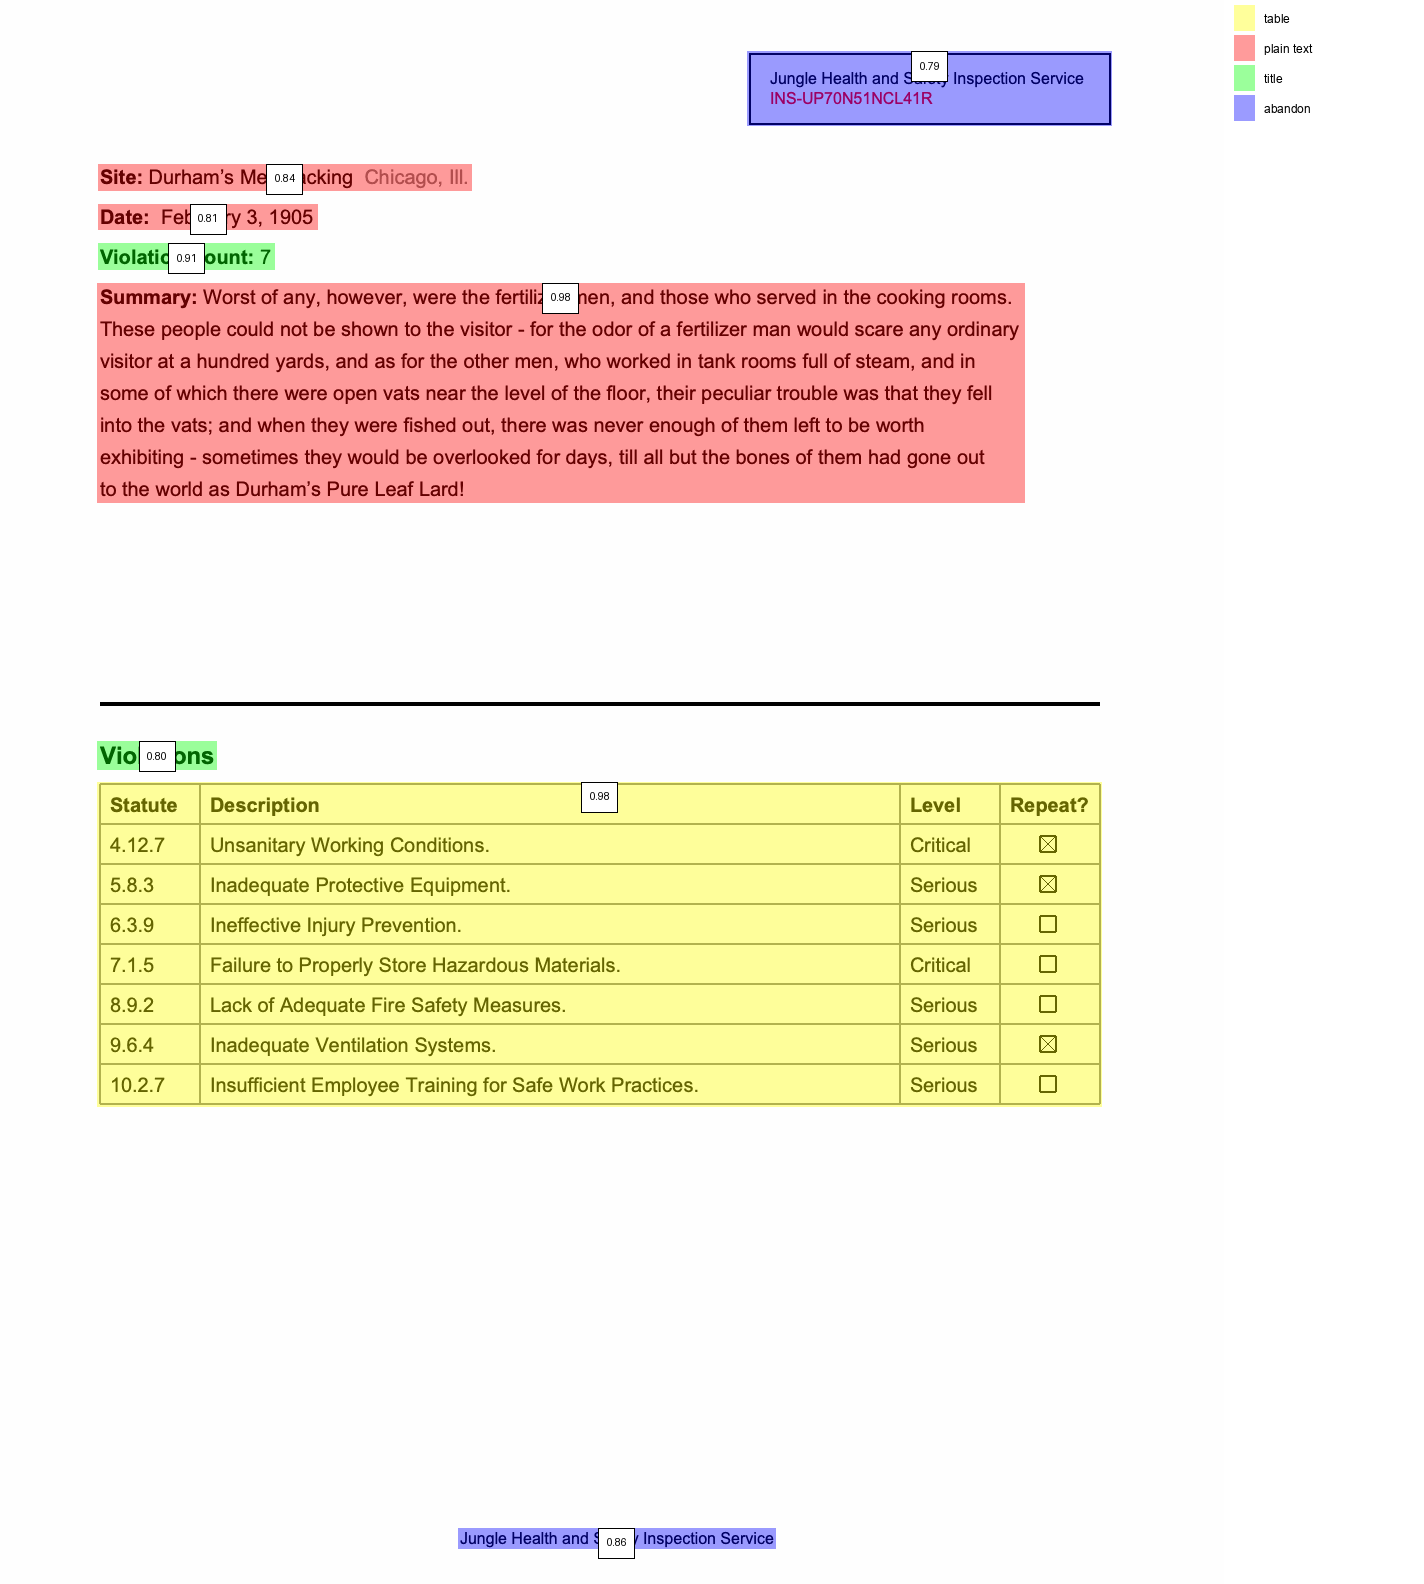 table
plain text
title
abandon
0.79
Jungle Health and Safety Inspection Service
INS-UP70N51NCL41R
Site: Durham’s Meatpacking Chicago, Ill.
0.84
Date: February 3, 1905
0.81
Violation Count: 7
0.91
Summary: Worst of any, however, were the fertilizer men, and those who served in the cooking rooms.
0.98
These people could not be shown to the visitor - for the odor of a fertilizer man would scare any ordinary
visitor at a hundred yards, and as for the other men, who worked in tank rooms full of steam, and in
some of which there were open vats near the level of the floor, their peculiar trouble was that they fell
into the vats; and when they were fished out, there was never enough of them left to be worth
exhibiting - sometimes they would be overlooked for days, till all but the bones of them had gone out
to the world as Durham’s Pure Leaf Lard!
Violations
0.80
0.98
Statute Description Level Repeat?
4.12.7 Unsanitary Working Conditions. Critical ☒
5.8.3 Inadequate Protective Equipment. Serious ☒
6.3.9 Ineffective Injury Prevention. Serious ☐
7.1.5 Failure to Properly Store Hazardous Materials. Critical ☐
8.9.2 Lack of Adequate Fire Safety Measures. Serious ☐
9.6.4 Inadequate Ventilation Systems. Serious ☒
10.2.7 Insufficient Employee Training for Safe Work Practices. Serious ☐
Jungle Health and Safety Inspection Service
0.86